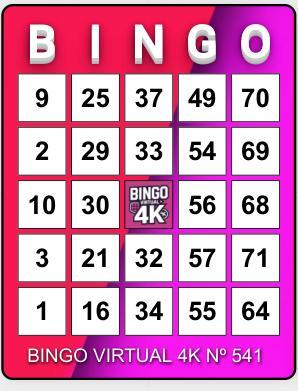 B I N G O
9 25 37 49 70
2 29 33 54 69
10 30 BINGO VIRTUAL 4K 56 68
3 21 32 57 71
1 16 34 55 64
BINGO VIRTUAL 4K Nº 541